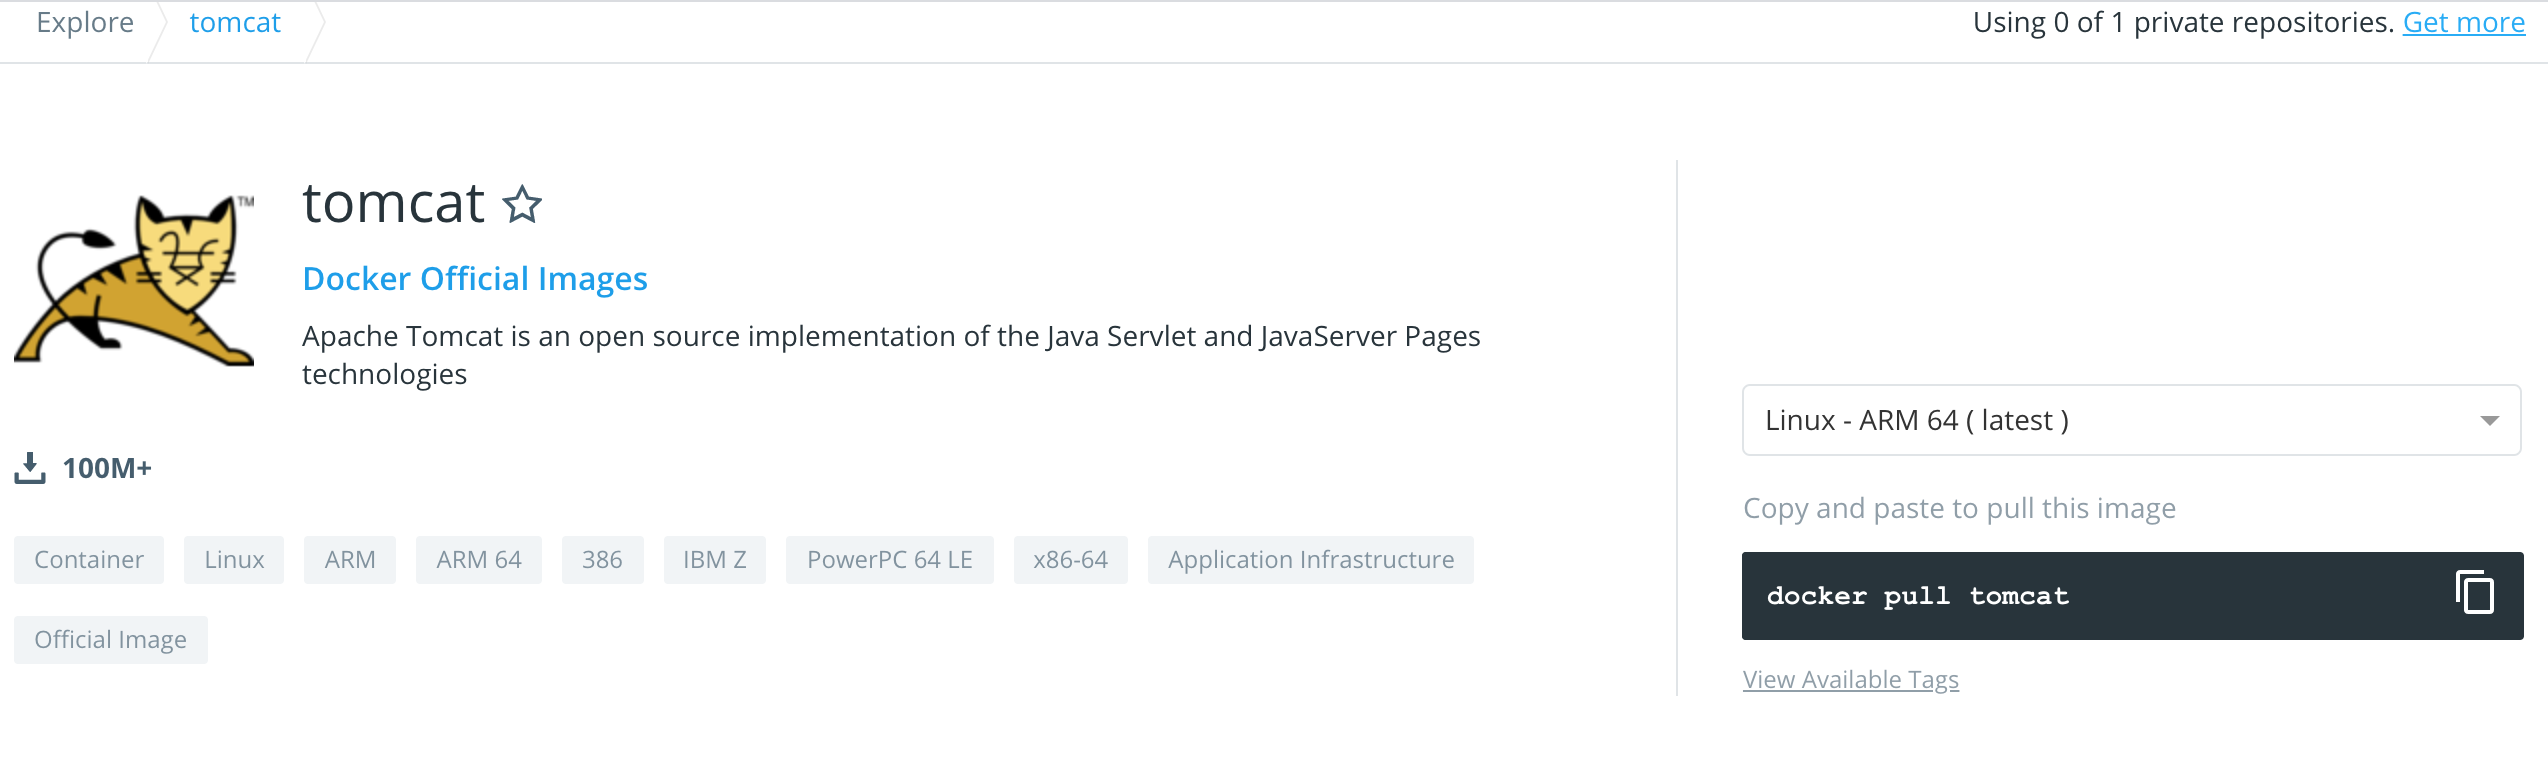 Explore
tomcat
Using 0 of 1 private repositories. Get more
TM
tomcat
Docker Official Images
Apache Tomcat is an open source implementation of the Java Servlet and JavaServer Pages
technologies
100M+
Container
Linux
ARM
ARM 64
386
IBM Z
PowerPC 64 LE
x86-64
Application Infrastructure
Official Image
Linux - ARM 64 ( latest )
Copy and paste to pull this image
docker pull tomcat
View Available Tags